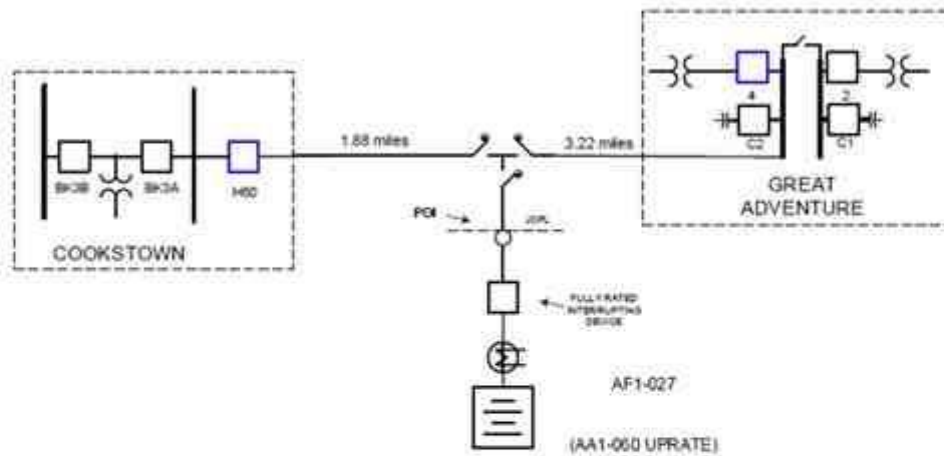 4
2
C2
C1
1.88 miles
3.22 miles
BK3B
BK3A
H60
GREAT
ADVENTURE
POI
JCPL
COOKSTOWN
FULLY RATED
INTERRUPTING
DEVICE
AF1-027
(AA1-060 UPRATE)